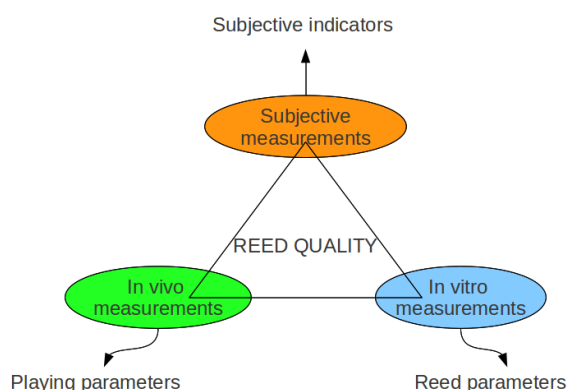 Subjective indicators
Subjective
measurements
REED QUALITY
In vivo
measurements
In vitro
measurements
Playing parameters
Reed parameters